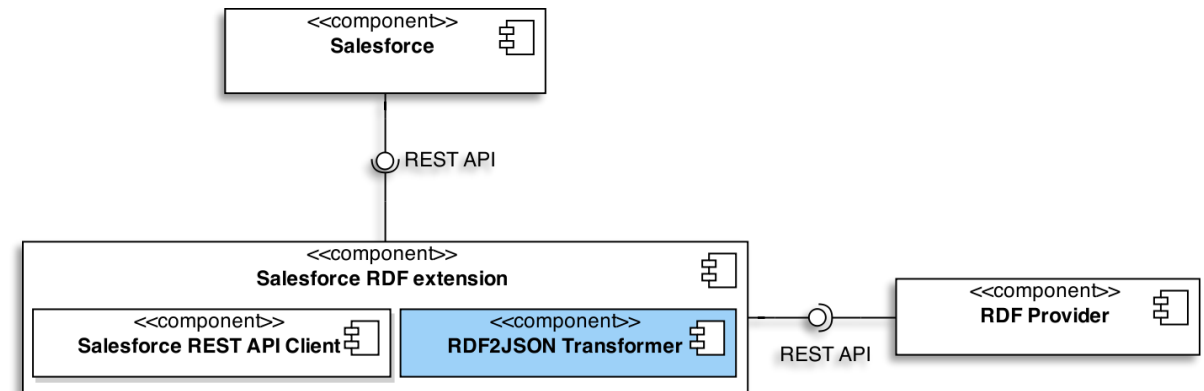 <<component>>
Salesforce
REST API
<<component>>
Salesforce RDF extension
<<component>>
Salesforce REST API Client
<<component>>
RDF2JSON Transformer
REST API
<<component>>
RDF Provider